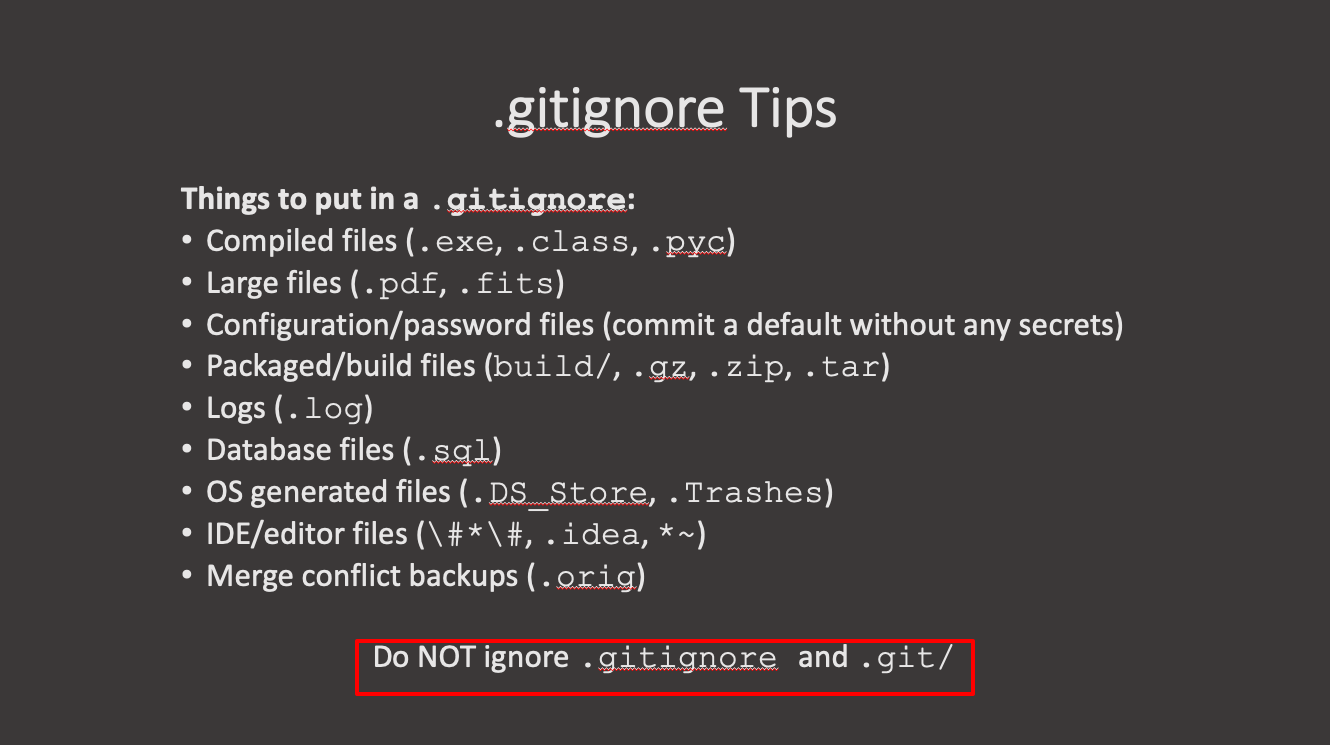 .gitignore Tips
Things to put in a .gitignore:
• Compiled files (.exe, .class, .pyc)
• Large files (.pdf, .fits)
• Configuration/password files (commit a default without any secrets)
• Packaged/build files (build/, .gz, .zip, .tar)
• Logs (.log)
• Database files (.sql)
• OS generated files (.DS_Store, .Trashes)
• IDE/editor files (\#*\#, .idea, *~)
• Merge conflict backups (.orig)
Do NOT ignore .gitignore and .git/